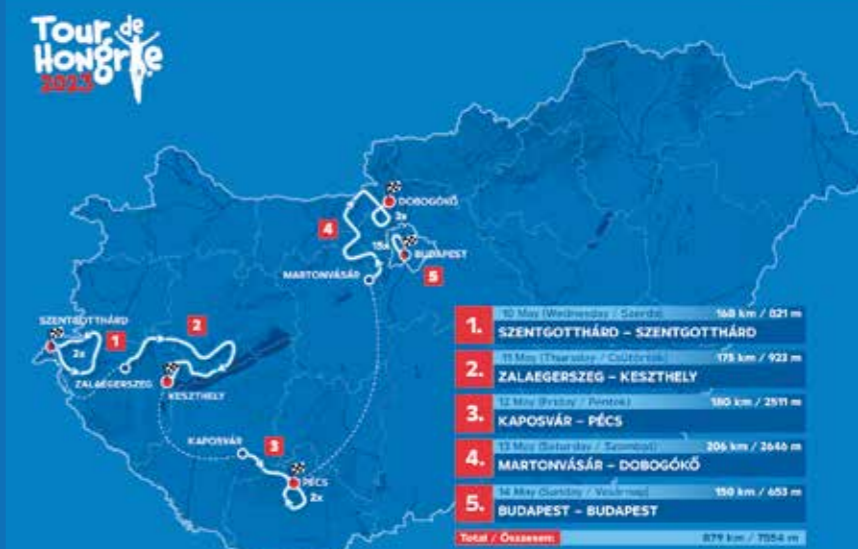 Tour de
Hongrie
2023
DOBOGÓKŐ
4
15x
BUDAPEST
MARTONVÁSÁR
5
SZENTGOTTHÁRD
2
1
2x
ZALAEGERSZEG
KESZTHELY
KAPOSVÁR
3
PÉCS
2x
1. 10 May (Wednesday / Szerda) 168 km / 821 m
SZENTGOTTHÁRD – SZENTGOTTHÁRD
2. 11 May (Thursday / Csütörtök) 175 km / 923 m
ZALAEGERSZEG – KESZTHELY
3. 12 May (Friday / Péntek) 180 km / 2511 m
KAPOSVÁR – PÉCS
4. 13 May (Saturday / Szombat) 206 km / 2646 m
MARTONVÁSÁR – DOBOGÓKŐ
5. 14 May (Sunday / Vasárnap) 150 km / 653 m
BUDAPEST – BUDAPEST
Total / Összesen: 879 km / 7554 m